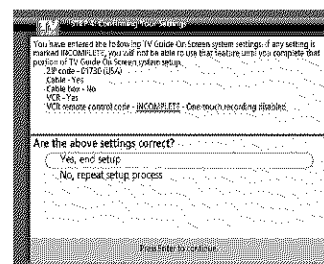 STEP 4: Confirming Your Settings
You have entered the following TV Guide On Screen system settings. If any setting is
marked INCOMPLETE, you will not be able to use that feature until you complete that
portion of TV Guide On Screen system setup.
ZIP code - 01730 (USA)
Cable - Yes
Cable box - No
VCR - Yes
VCR remote control code - INCOMPLETE - One-touch recording disabled
Are the above settings correct?
Yes, end setup
No, repeat setup process
Press Enter to continue